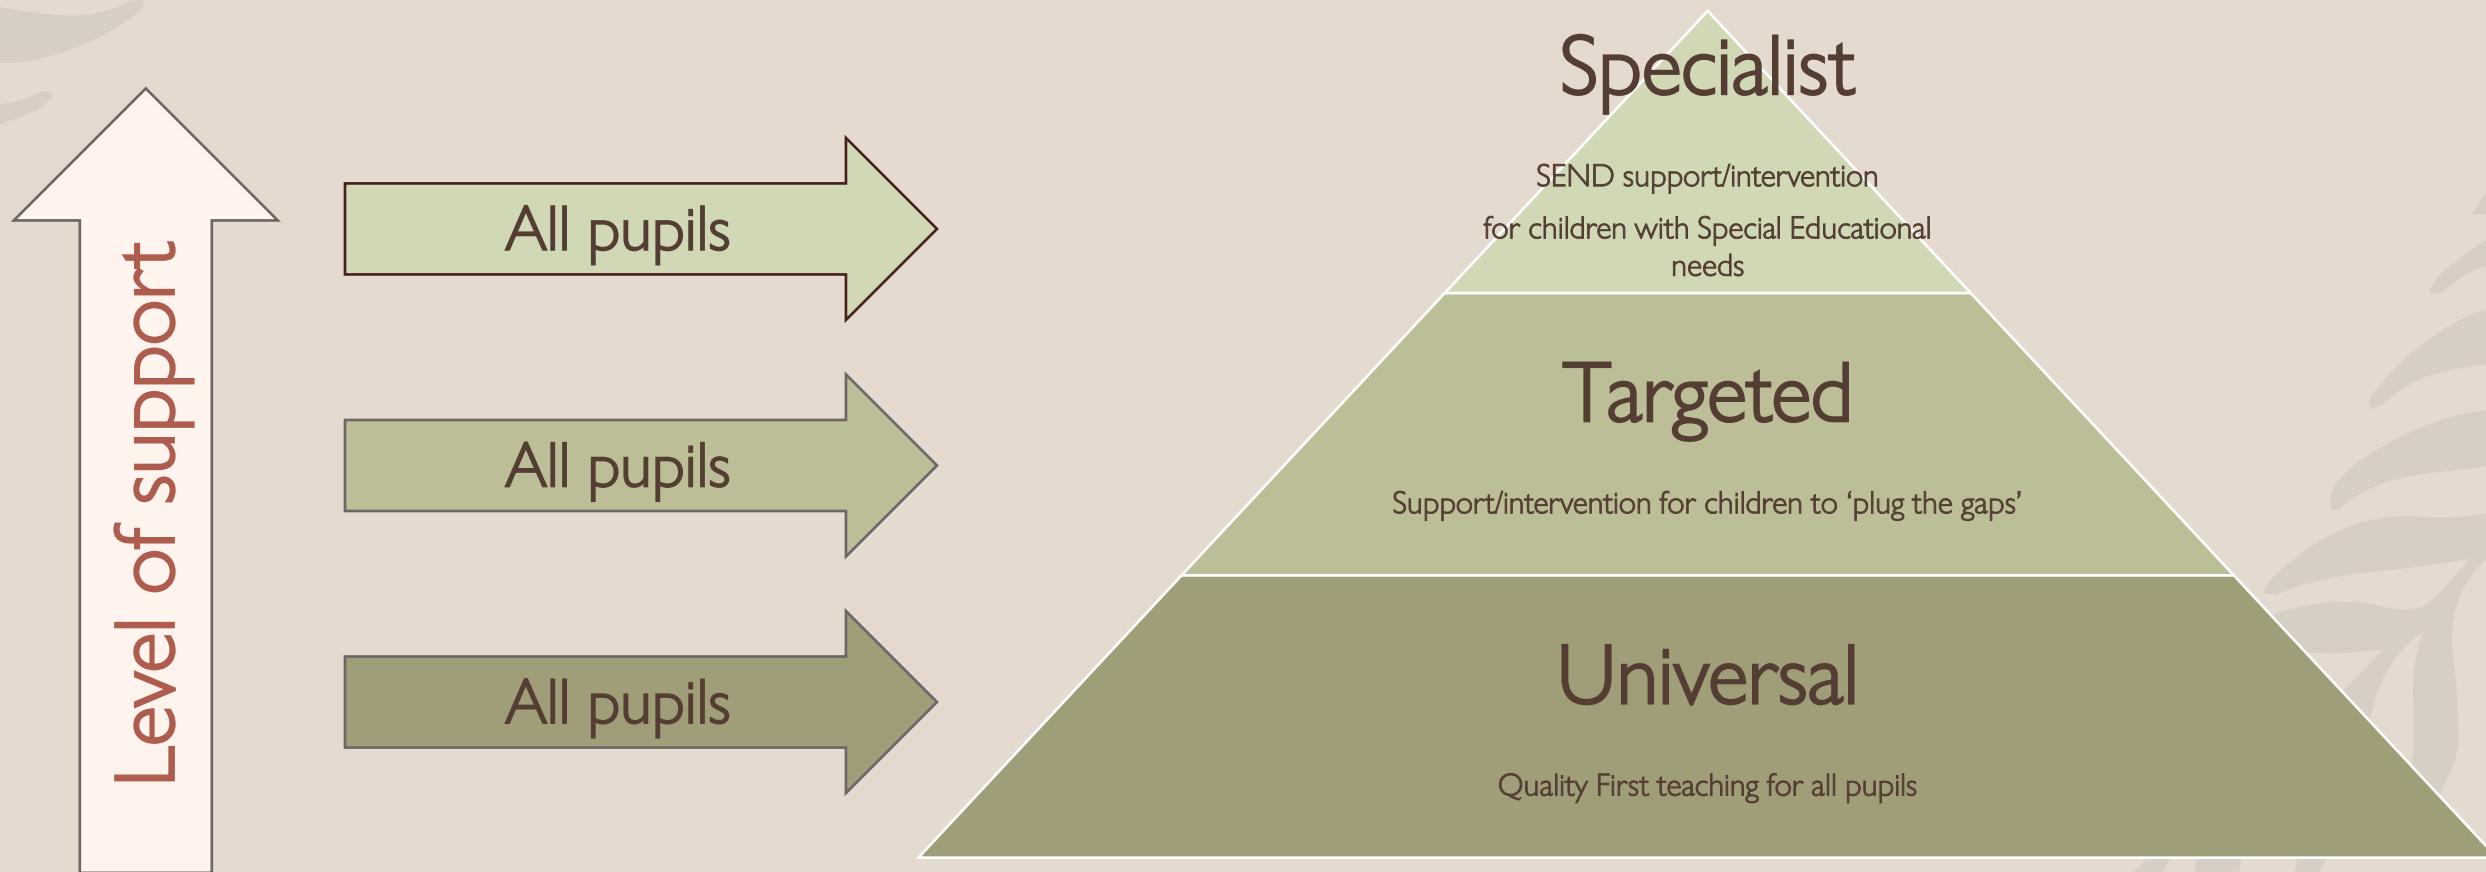 Level of support
All pupils
All pupils
All pupils
Specialist
SEND support/intervention
for children with Special Educational
needs
Targeted
Support/intervention for children to ‘plug the gaps’
Universal
Quality First teaching for all pupils